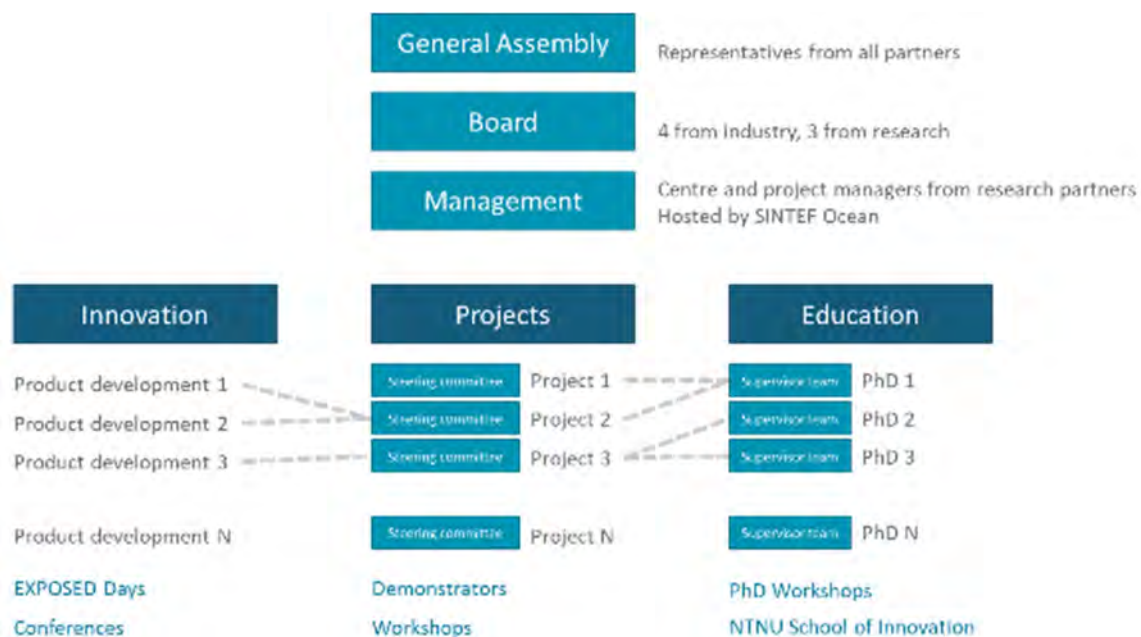 General Assembly
Representatives from all partners
Board
4 from industry, 3 from research
Management
Centre and project managers from research partners
Hosted by SINTEF Ocean
Innovation
Projects
Education
Product development 1
Steering committee
Project 1
Supervisor team
PhD 1
Product development 2
Steering committee
Project 2
Supervisor team
PhD 2
Product development 3
Steering committee
Project 3
Supervisor team
PhD 3
Product development N
Steering committee
Project N
Supervisor team
PhD N
EXPOSED Days
Demonstrators
PhD Workshops
Conferences
Workshops
NTNU School of Innovation